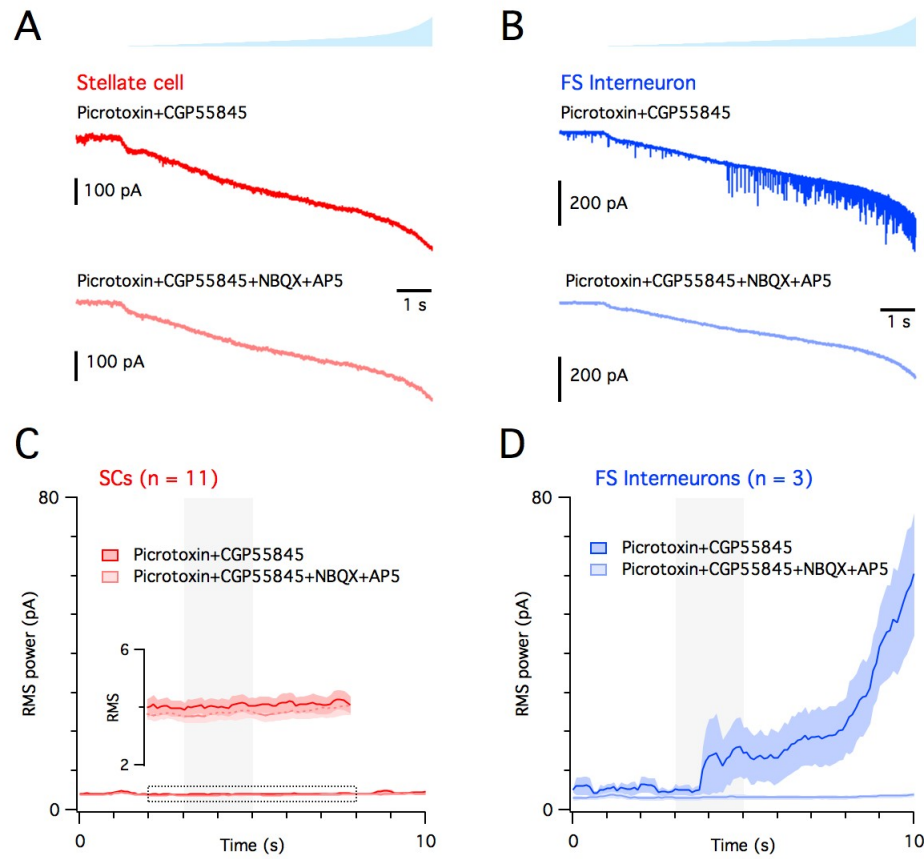 A
Stellate cell
Picrotoxin+CGP55845
100 pA
Picrotoxin+CGP55845+NBQX+AP5
1 s
100 pA
B
FS Interneuron
Picrotoxin+CGP55845
200 pA
Picrotoxin+CGP55845+NBQX+AP5
1 s
200 pA
C
SCs (n = 11)
80
Picrotoxin+CGP55845
Picrotoxin+CGP55845+NBQX+AP5
RMS power (pA)
6
RMS
2
0
0
10
Time (s)
D
FS Interneurons (n = 3)
80
Picrotoxin+CGP55845
Picrotoxin+CGP55845+NBQX+AP5
RMS power (pA)
0
0
10
Time (s)